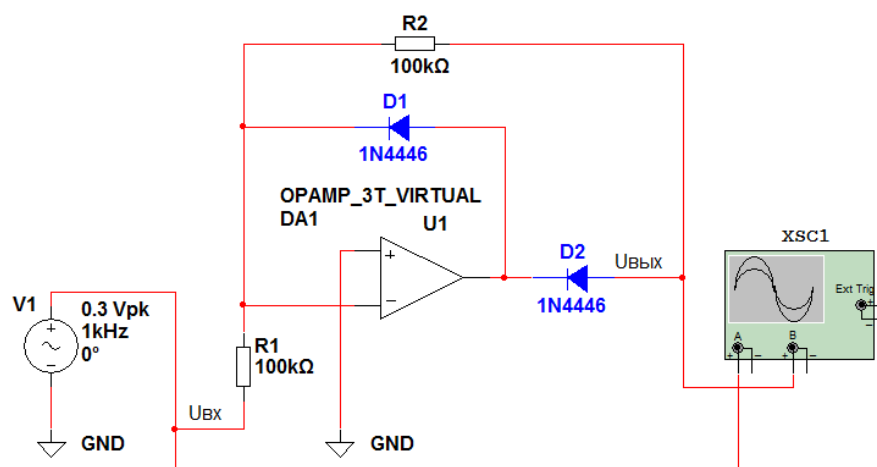 R2
100kΩ
D1
1N4446
OPAMP_3T_VIRTUAL
DA1
U1
D2
1N4446
Uвых
xsc1
Ext Trig
+
-
A
B
+ - + -
V1
0.3 Vpk
1kHz
0°
+
-
+
-
R1
100kΩ
Uвх
GND
GND